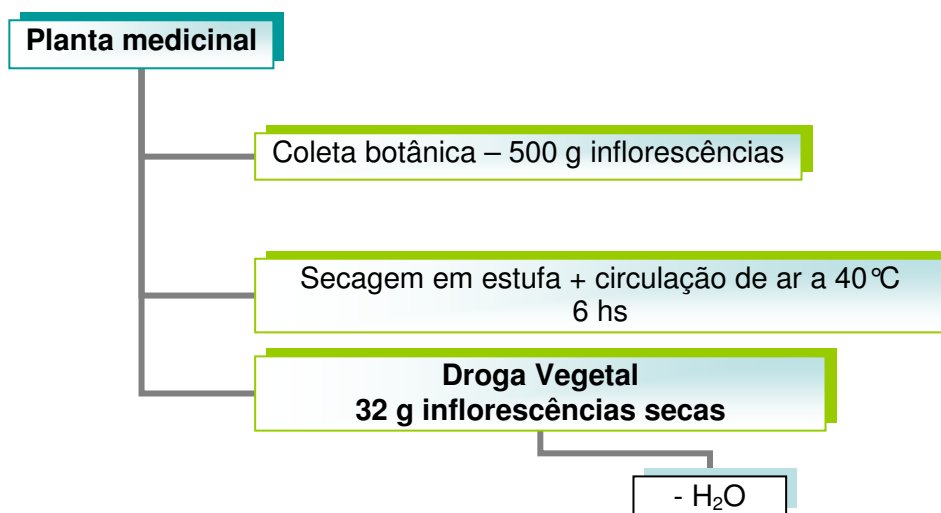 Planta medicinal
Coleta botânica – 500 g inflorescências
Secagem em estufa + circulação de ar a 40°C
6 hs
Droga Vegetal
32 g inflorescências secas
- H₂O